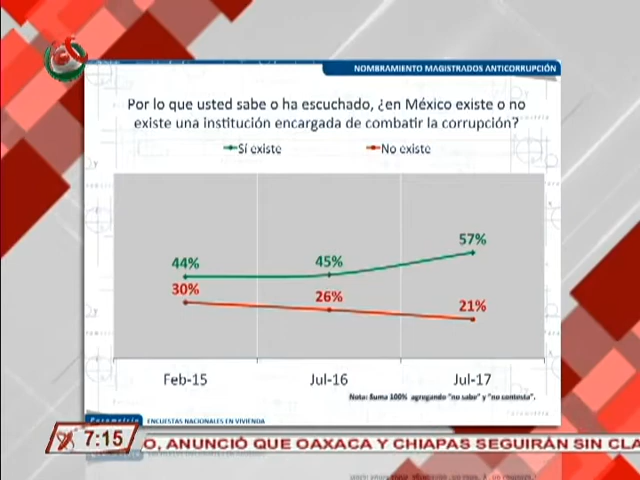 NOMBRAMIENTO MAGISTRADOS ANTICORRUPCIÓN
Por lo que usted sabe o ha escuchado, ¿en México existe o no
existe una institución encargada de combatir la corrupción?
Sí existe No existe
57%
44% 45%
30% 26% 21%
Feb-15 Jul-16 Jul-17
Nota: Suma 100% agregando "no sabe" y "no contesta".
Parametría ENCUESTAS NACIONALES EN VIVIENDA
7:15 O, ANUNCIÓ QUE OAXACA Y CHIAPAS SEGUIRÁN SIN CLA